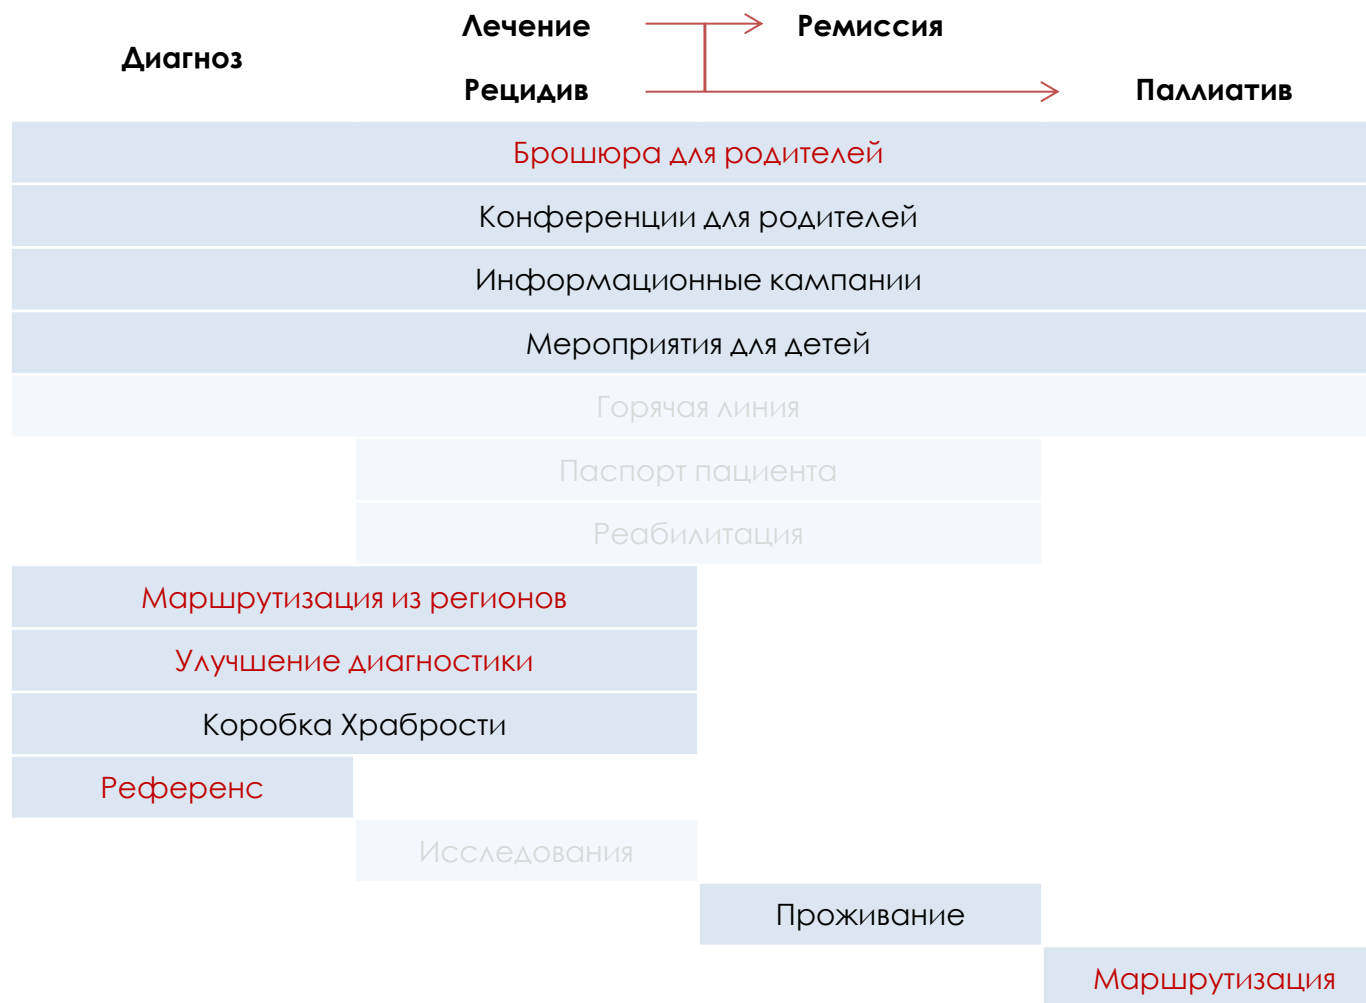 Диагноз
Лечение
Ремиссия
Рецидив
Паллиатив
Брошюра для родителей
Конференции для родителей
Информационные кампании
Мероприятия для детей
Горячая линия
Паспорт пациента
Реабилитация
Маршрутизация из регионов
Улучшение диагностики
Коробка Храбрости
Референс
Исследования
Проживание
Маршрутизация